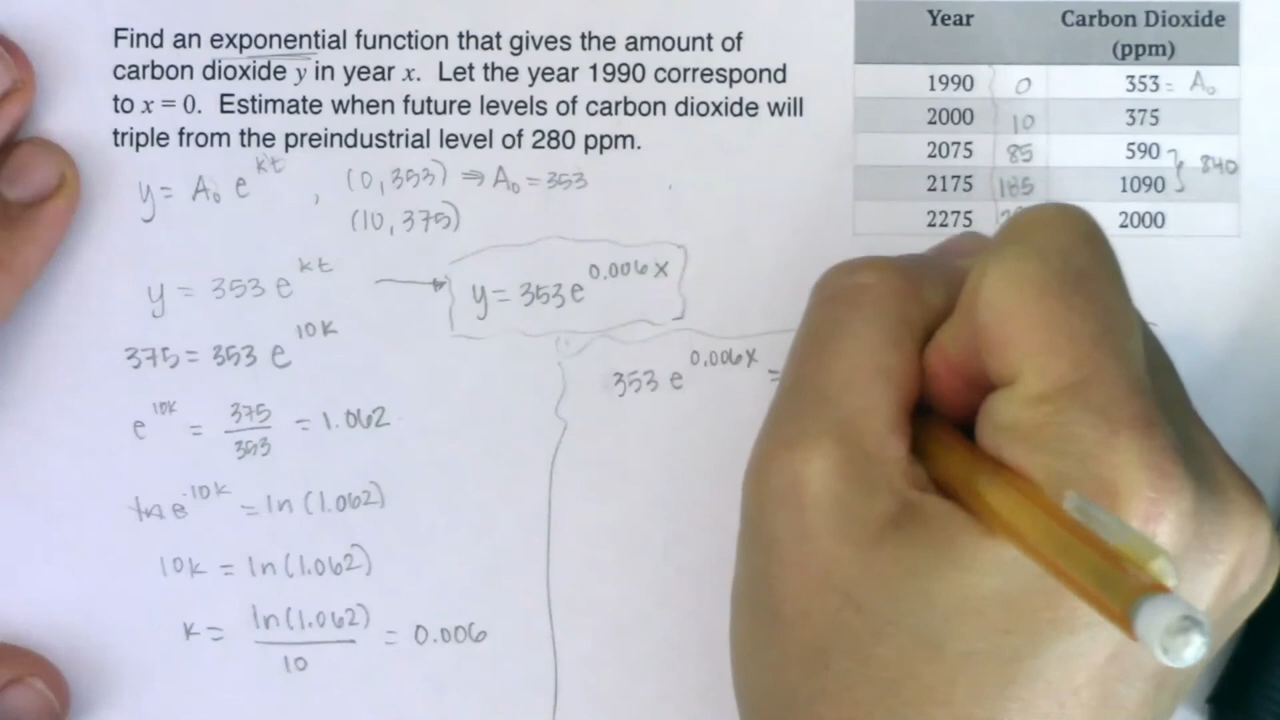 Find an exponential function that gives the amount of
carbon dioxide y in year x. Let the year 1990 correspond
to x = 0. Estimate when future levels of carbon dioxide will
triple from the preindustrial level of 280 ppm.
Year Carbon Dioxide
(ppm)
1990 0 353 = A₀
2000 10 375
2075 85 590
840
2175 185 1090
2275 2000
y = A₀ e^kt , (0,353) ⇒ A₀ = 353
(10,375)
y = 353 e^kt → y = 353e^0.006x
375 = 353 e^10k
353 e^0.006x =
e^10k = 375/353 = 1.062
ln e^10k = ln(1.062)
10k = ln(1.062)
k = ln(1.062)/10 = 0.006